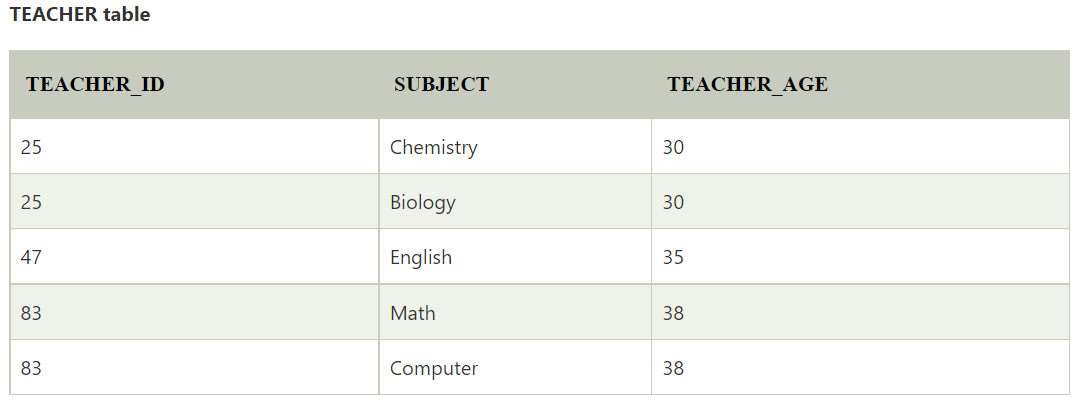 TEACHER table
TEACHER_ID SUBJECT TEACHER_AGE
25 Chemistry 30
25 Biology 30
47 English 35
83 Math 38
83 Computer 38